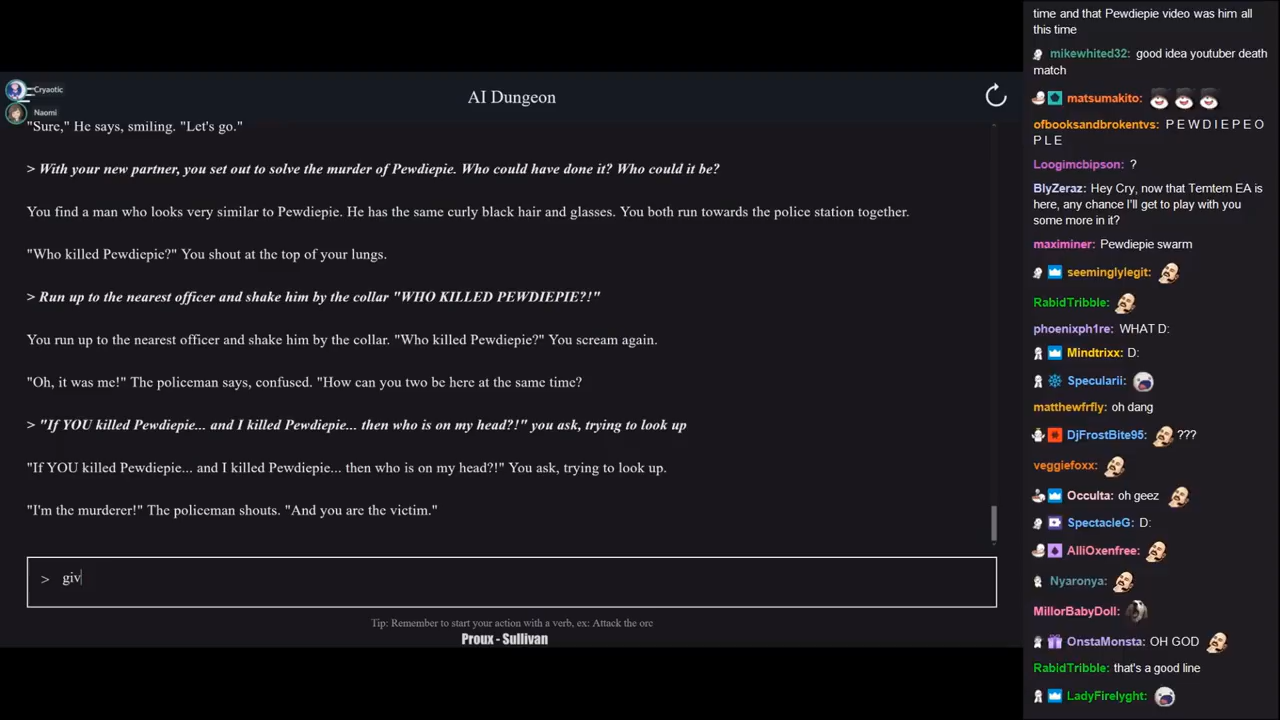 Cryaotic
Naomi
AI Dungeon
"Sure," He says, smiling. "Let's go."
> With your new partner, you set out to solve the murder of Pewdiepie. Who could have done it? Who could it be?
You find a man who looks very similar to Pewdiepie. He has the same curly black hair and glasses. You both run towards the police station together.
"Who killed Pewdiepie?" You shout at the top of your lungs.
> Run up to the nearest officer and shake him by the collar "WHO KILLED PEWDIEPIE?!"
You run up to the nearest officer and shake him by the collar. "Who killed Pewdiepie?" You scream again.
"Oh, it was me!" The policeman says, confused. "How can you two be here at the same time?
> "If YOU killed Pewdiepie... and I killed Pewdiepie... then who is on my head?!" you ask, trying to look up
"If YOU killed Pewdiepie... and I killed Pewdiepie... then who is on my head?!" You ask, trying to look up.
"I'm the murderer!" The policeman shouts. "And you are the victim."
> giv
Tip: Remember to start your action with a verb, ex: Attack the orc
Proux - Sullivan
time and that Pewdiepie video was him all
this time
mikewhited32: good idea youtuber death
match
matsumakito:
ofbooksandbrokentvs: P E W D I E P E O
P L E
Loogimcbipson: ?
BlyZeraz: Hey Cry, now that Temtem EA is
here, any chance I'll get to play with you
some more in it?
maximiner: Pewdiepie swarm
seeminglylegit:
RabidTribble:
phoenixph1re: WHAT D:
Mindtrixx: D:
Specularii:
matthewfrfly: oh dang
DjFrostBite95: ???
veggiefoxx:
Occulta: oh geez
SpectacleG: D:
AlliOxenfree:
Nyaronya:
MillorBabyDoll:
OnstaMonsta: OH GOD
RabidTribble: that's a good line
LadyFirelyght: